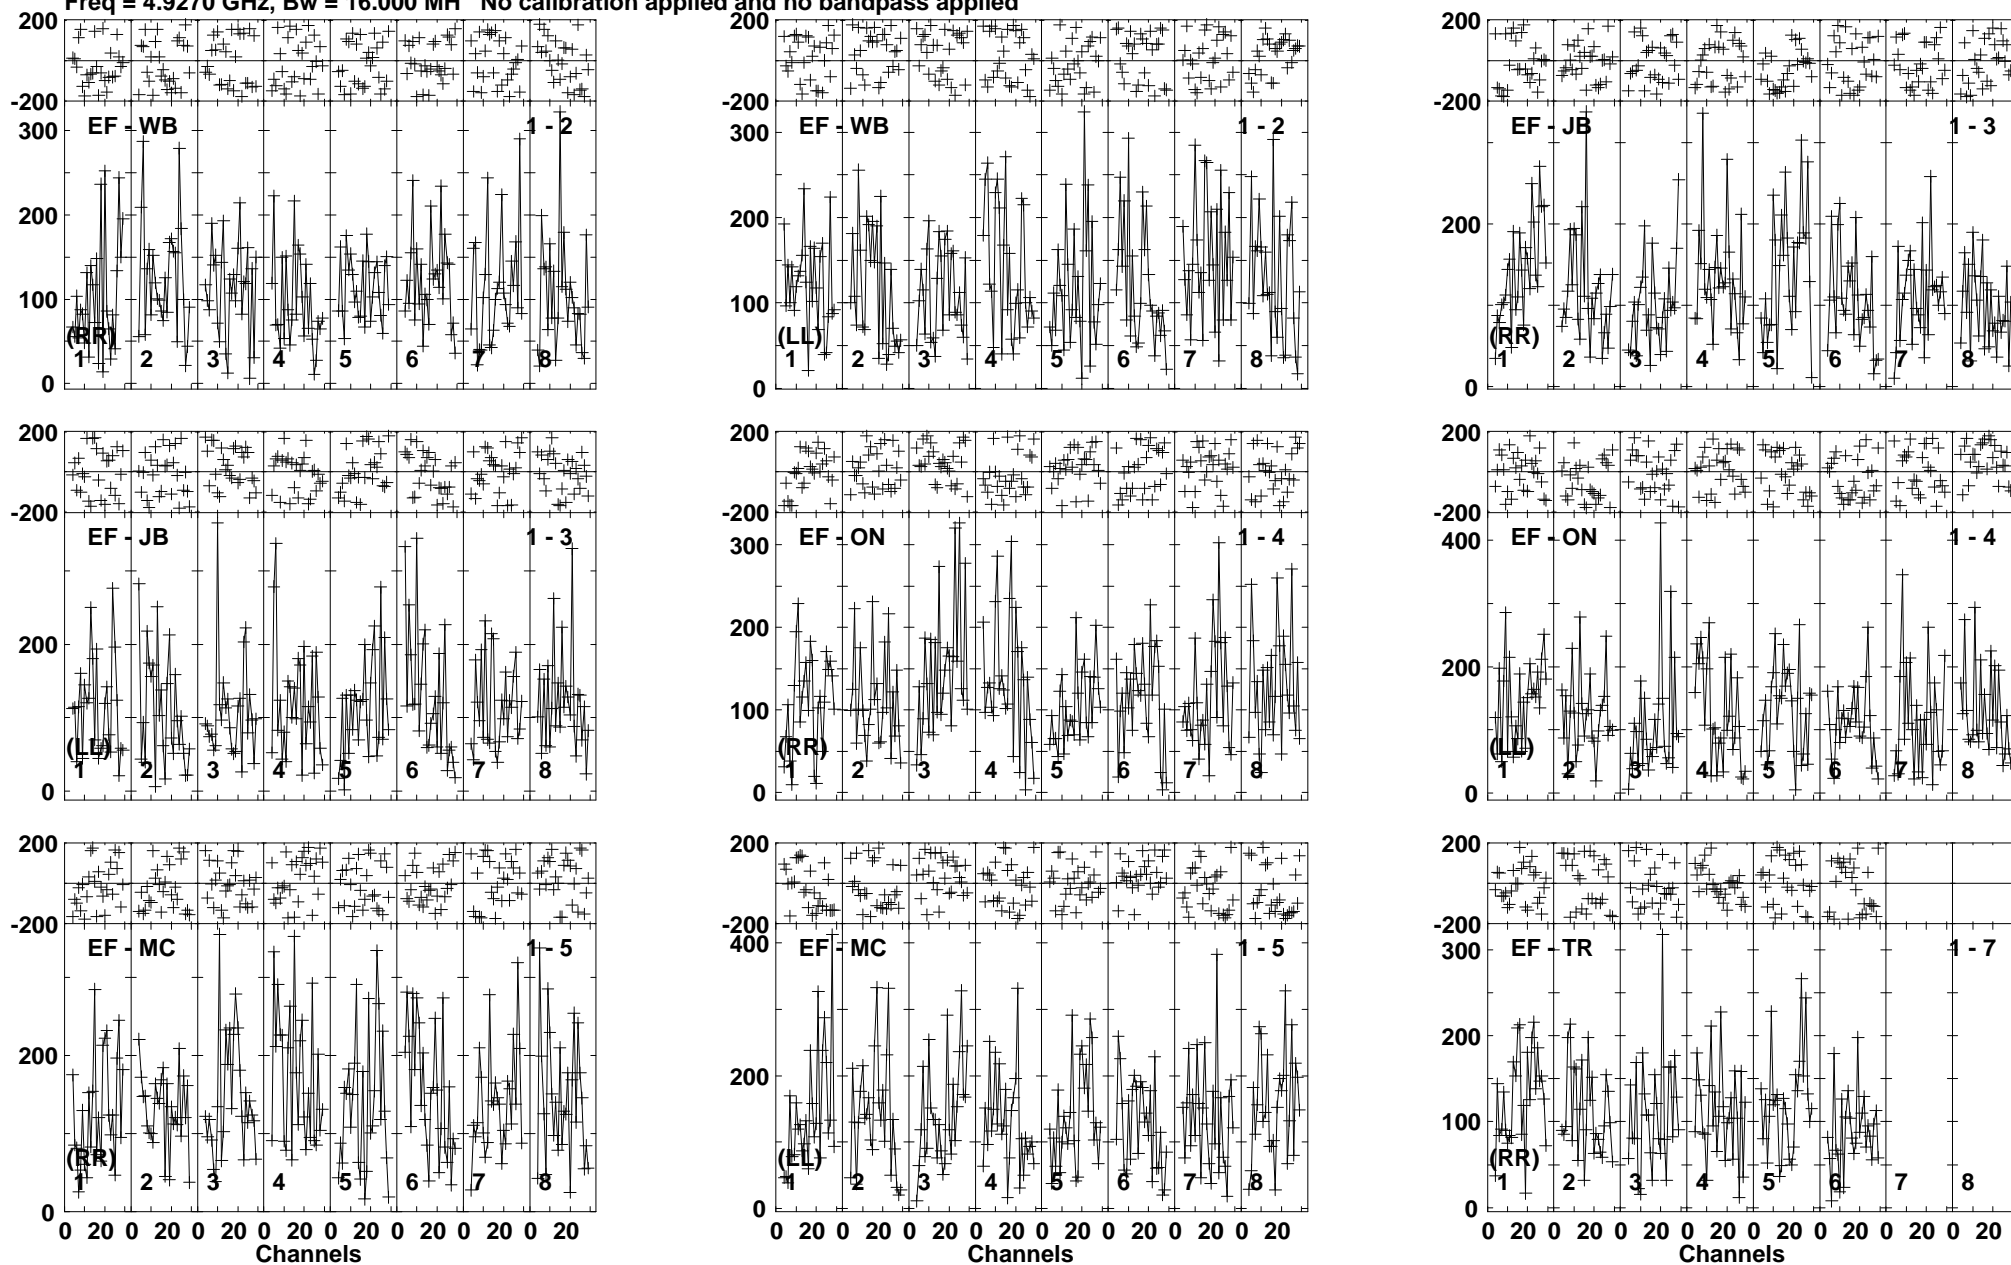 Freq = 4.9270 GHz, Bw = 16.000 MH No calibration applied and no bandpass applied
200 200 200
-200 -200 -200
EF - WB 1 - 2 EF - WB 1 - 2 EF - JB 1 - 3
300 300
200 200 200
100 100
(RR) (LL) (RR)
1 2 3 4 5 6 7 8 1 2 3 4 5 6 7 8 1 2 3 4 5 6 7 8
0 0 0
200 200 200
-200 -200 -200
EF - JB 1 - 3 EF - ON 1 - 4 EF - ON 1 - 4
300 400
200 200 200
100
(LL) (RR) (LL)
1 2 3 4 5 6 7 8 1 2 3 4 5 6 7 8 1 2 3 4 5 6 7 8
0 0 0
200 200 200
-200 -200 -200
EF - MC 1 - 5 EF - MC 1 - 5 EF - TR 1 - 7
400 300
200 200 200
100
(RR) (LL) (RR)
1 2 3 4 5 6 7 8 1 2 3 4 5 6 7 8 1 2 3 4 5 6 7 8
0 0 0
0 20 0 20 0 20 0 20 0 20 0 20 0 20 0 20 0 20 0 20 0 20 0 20 0 20 0 20 0 20 0 20 0 20 0 20 0 20 0 20 0 20 0 20 0 20 0 20
Channels Channels Channels